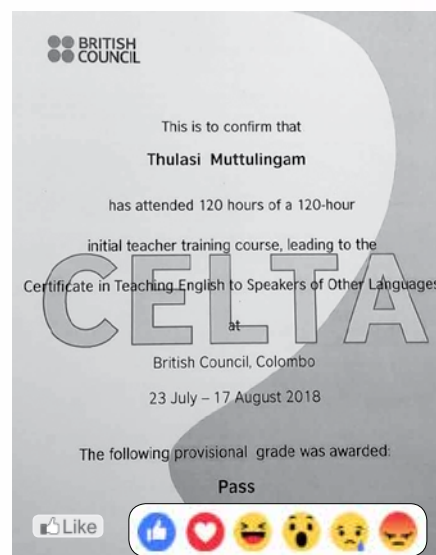 BRITISH
COUNCIL
This is to confirm that
Thulasi Muttulingam
has attended 120 hours of a 120-hour
initial teacher training course, leading to the
CELTA
Certificate in Teaching English to Speakers of Other Languages
at
British Council, Colombo
23 July – 17 August 2018
The following provisional grade was awarded:
Pass
Like